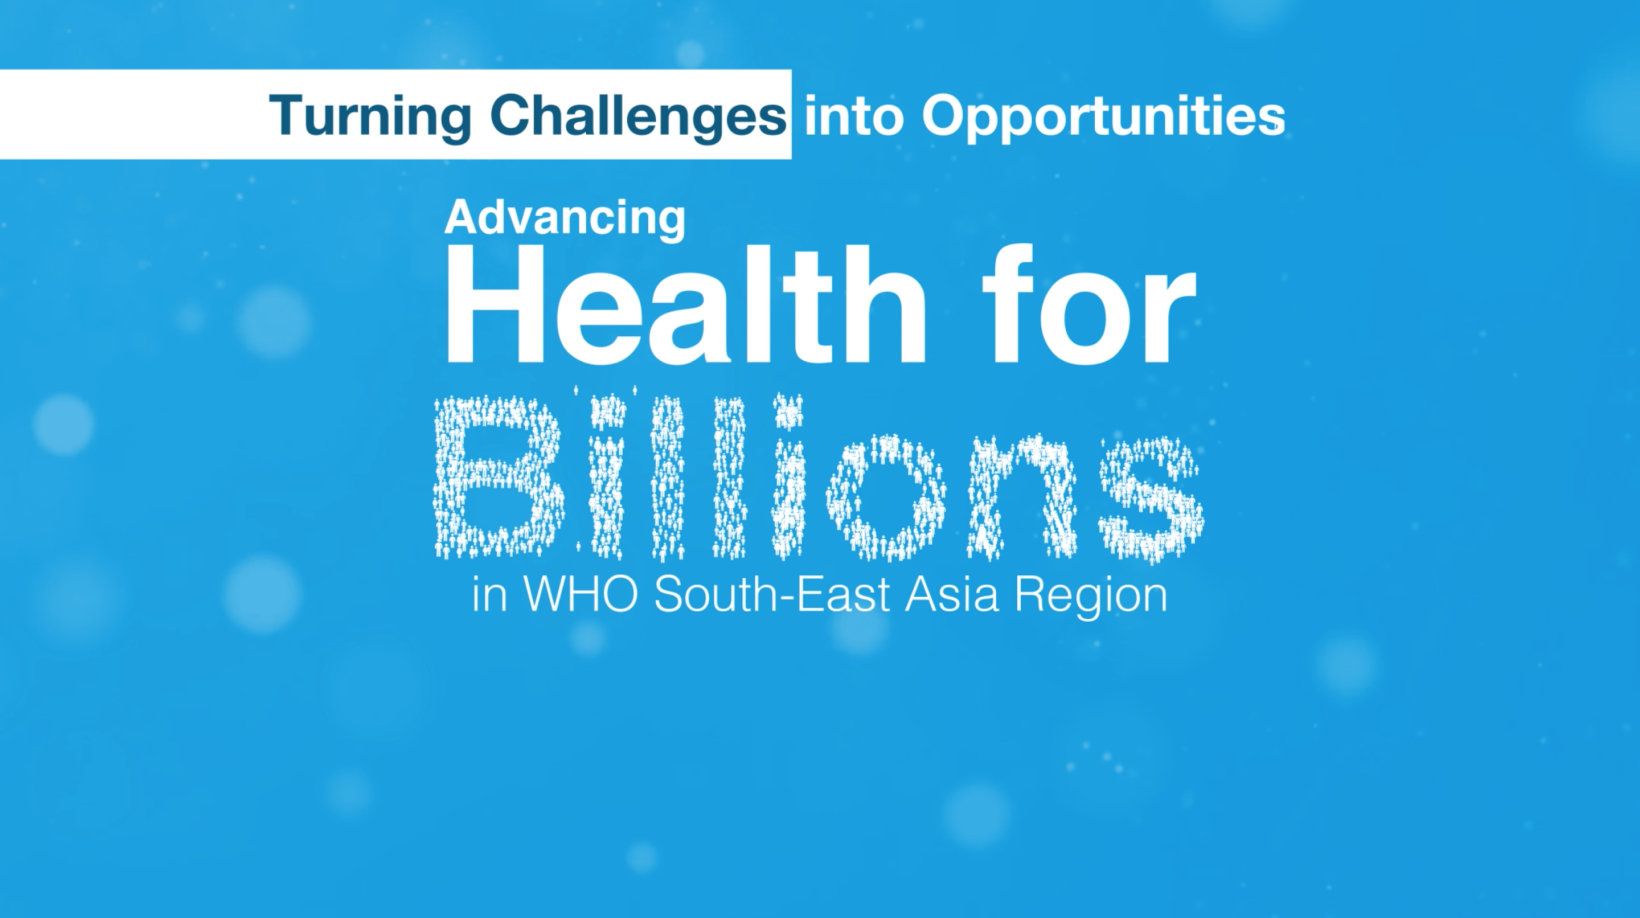 Turning Challenges into Opportunities
Advancing
Health for
Billions
in WHO South-East Asia Region